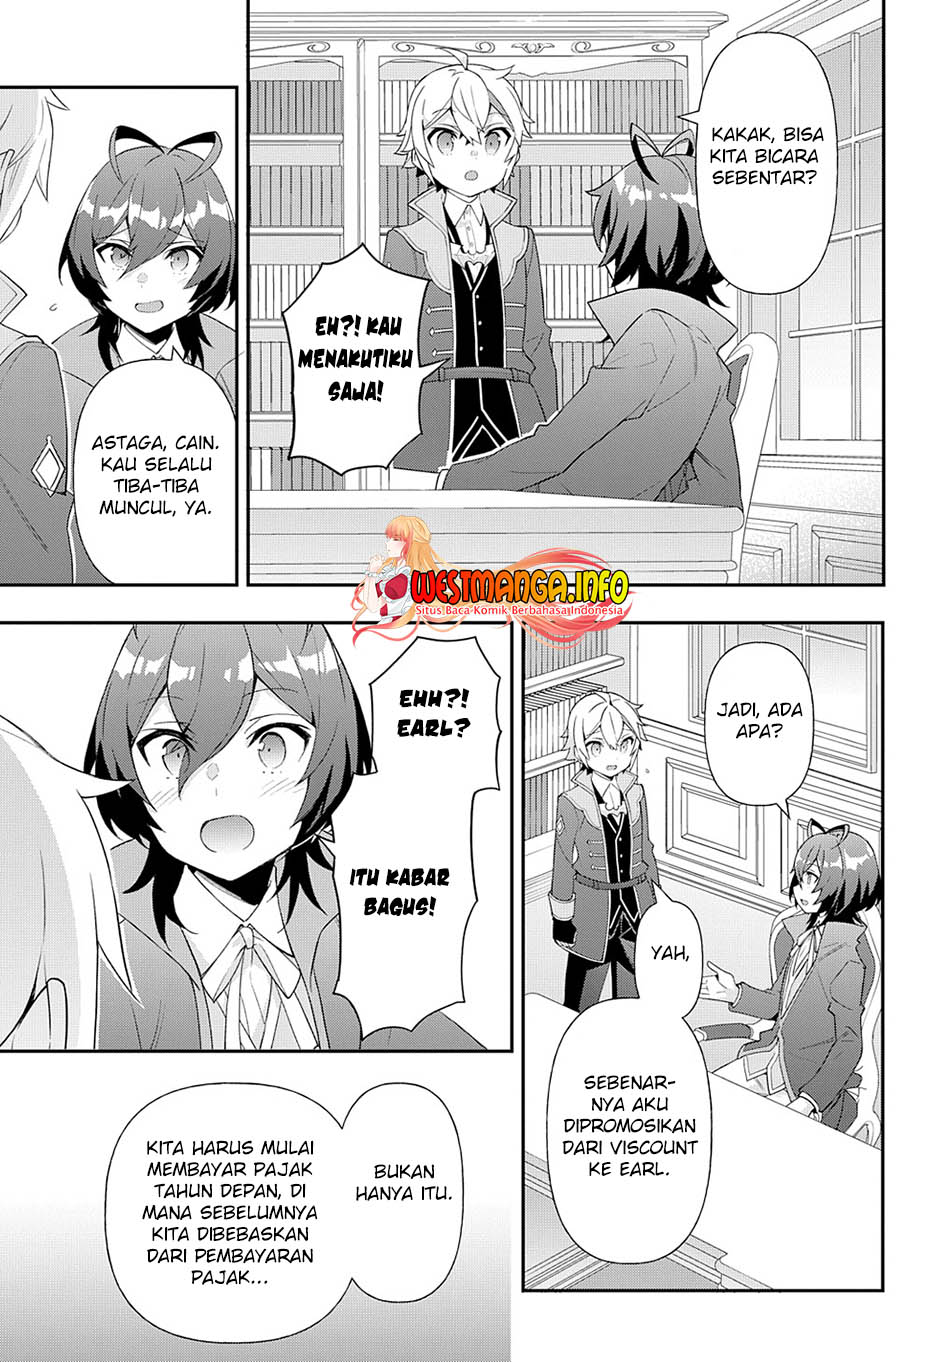 KAKAK, BISA
KITA BICARA
SEBENTAR?
EH?! KAU
MENAKUTIKU
SAJA!
ASTAGA, CAIN.
KAU SELALU
TIBA-TIBA
MUNCUL, YA.
WESTMANGA.INFO
Situs Baca Komik Berbahasa Indonesia
JADI, ADA
APA?
YAH,
SEBENAR-
NYA AKU
DIPROMOSIKAN
DARI VISCOUNT
KE EARL.
EHH?!
EARL?
ITU KABAR
BAGUS!
BUKAN
HANYA ITU.
KITA HARUS MULAI
MEMBAYAR PAJAK
TAHUN DEPAN, DI
MANA SEBELUMNYA
KITA DIBEBASKAN
DARI PEMBAYARAN
PAJAK...